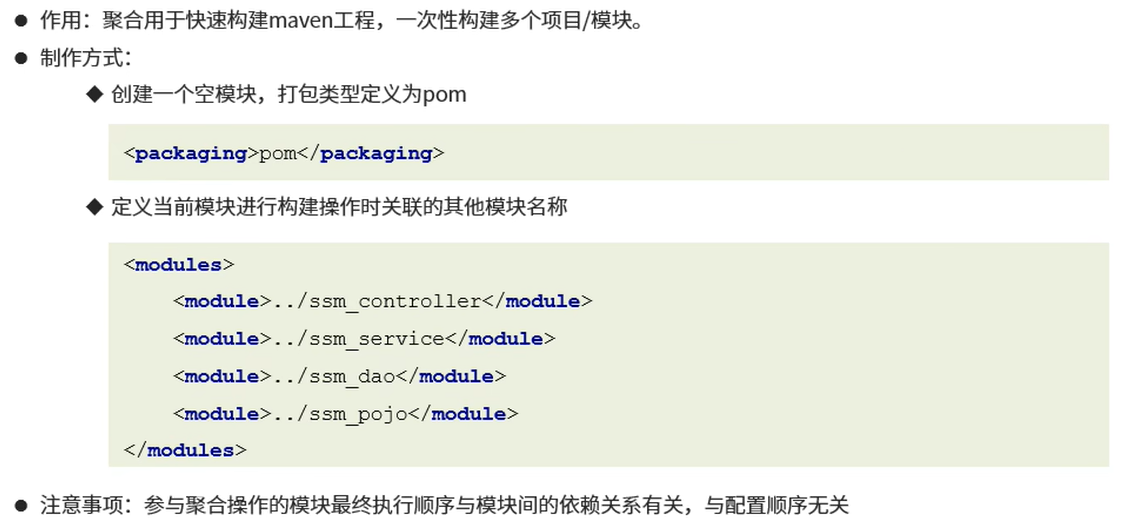 ● 作用：聚合用于快速构建maven工程，一次性构建多个项目/模块。
● 制作方式：
◆ 创建一个空模块，打包类型定义为pom
<packaging>pom</packaging>
◆ 定义当前模块进行构建操作时关联的其他模块名称
<modules>
<module>../ssm_controller</module>
<module>../ssm_service</module>
<module>../ssm_dao</module>
<module>../ssm_pojo</module>
</modules>
● 注意事项：参与聚合操作的模块最终执行顺序与模块间的依赖关系有关，与配置顺序无关